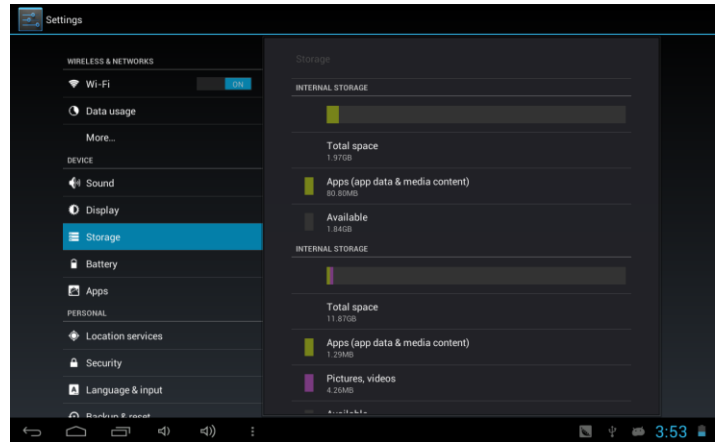 Settings
WIRELESS & NETWORKS
Wi-Fi
ON
Data usage
More...
DEVICE
Sound
Display
Storage
Battery
Apps
PERSONAL
Location services
Security
Language & input
Backup & reset
Storage
INTERNAL STORAGE
Total space
1.97GB
Apps (app data & media content)
80.80MB
Available
1.84GB
INTERNAL STORAGE
Total space
11.87GB
Apps (app data & media content)
1.29MB
Pictures, videos
4.26MB
Available
3:53